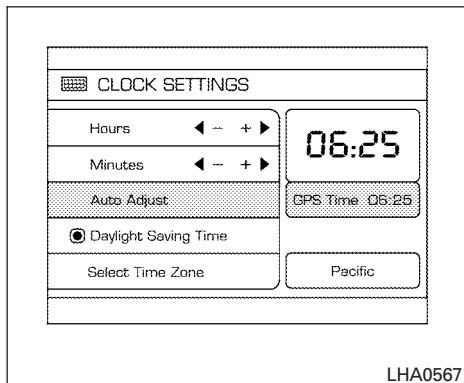 CLOCK SETTINGS
Hours ◀ − + ▶
06:25
Minutes ◀ − + ▶
Auto Adjust
GPS Time 06:25
Daylight Saving Time
Select Time Zone
Pacific
LHA0567